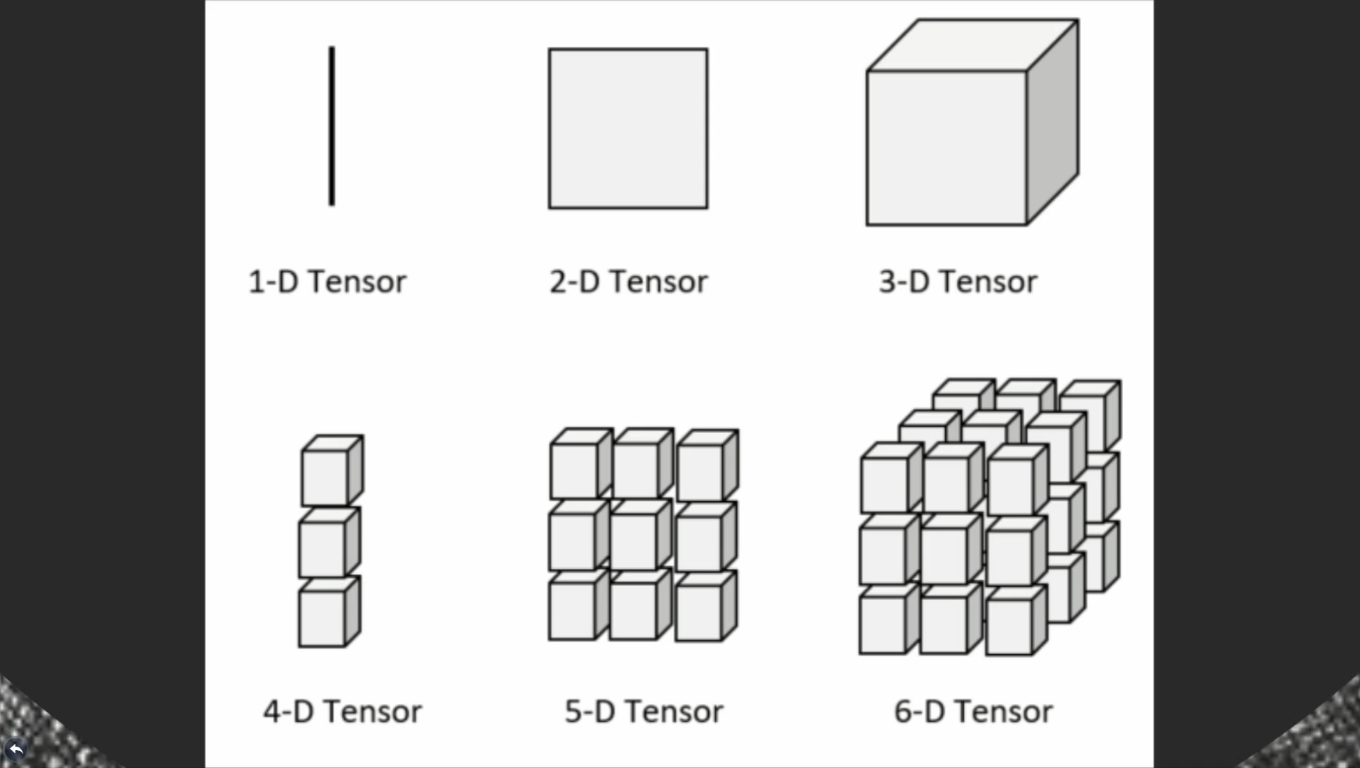 1-D Tensor
2-D Tensor
3-D Tensor
4-D Tensor
5-D Tensor
6-D Tensor